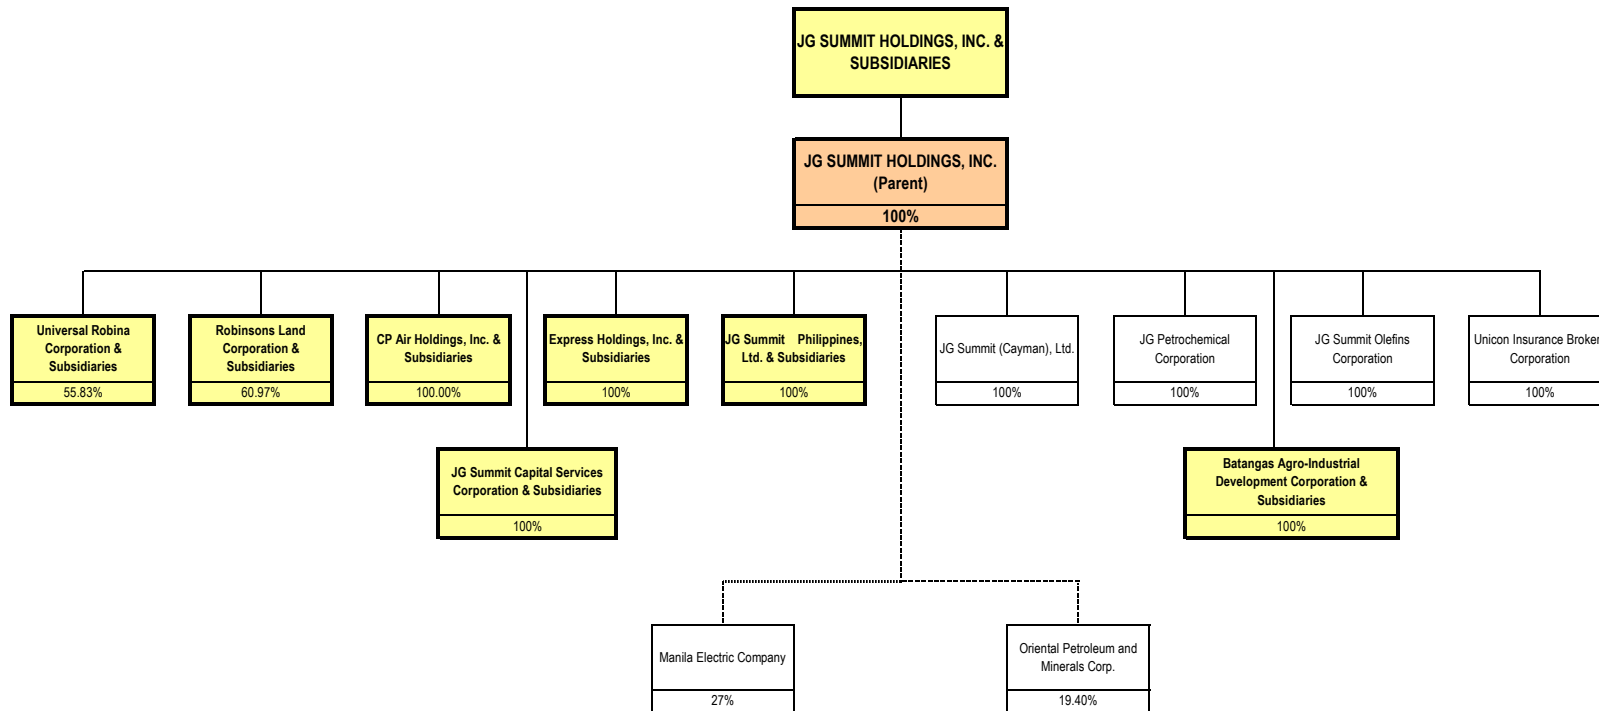 JG SUMMIT HOLDINGS, INC. &
SUBSIDIARIES
JG SUMMIT HOLDINGS, INC.
(Parent)
100%
Universal Robina
Corporation &
Subsidiaries
55.83%
Robinsons Land
Corporation &
Subsidiaries
60.97%
CP Air Holdings, Inc. &
Subsidiaries
100.00%
Express Holdings, Inc. &
Subsidiaries
100%
JG Summit Philippines,
Ltd. & Subsidiaries
100%
JG Summit (Cayman), Ltd.
100%
JG Petrochemical
Corporation
100%
JG Summit Olefins
Corporation
100%
Unicon Insurance Broker
Corporation
100%
JG Summit Capital Services
Corporation & Subsidiaries
100%
Batangas Agro-Industrial
Development Corporation &
Subsidiaries
100%
Manila Electric Company
27%
Oriental Petroleum and
Minerals Corp.
19.40%